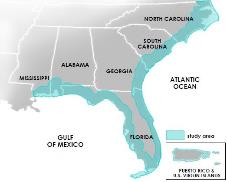 NORTH CAROLINA
SOUTH
CAROLINA
ALABAMA
MISSISSIPPI
GEORGIA
ATLANTIC
OCEAN
GULF
OF MEXICO
FLORIDA
study area
PUERTO RICO &
U.S. VIRGIN ISLANDS